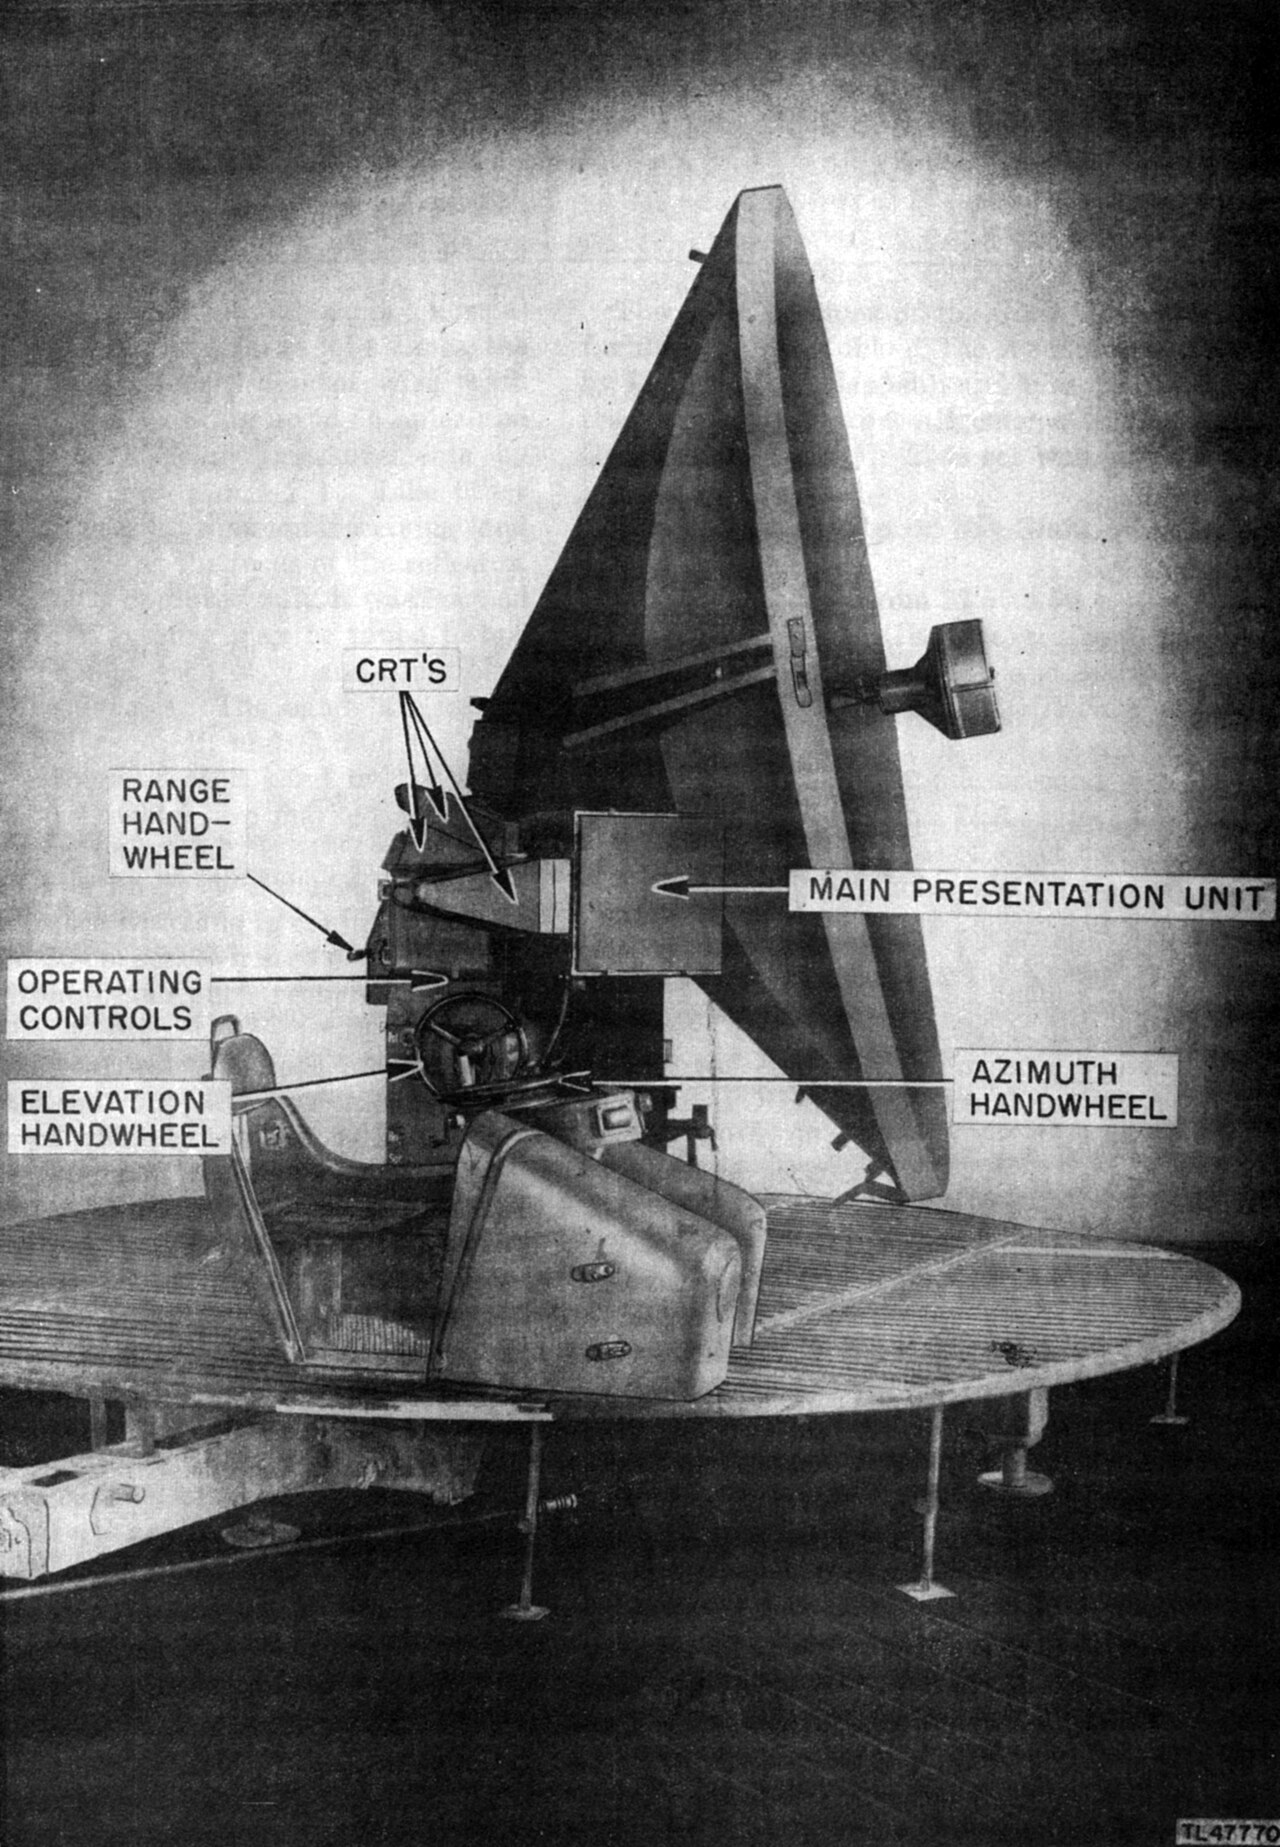 CRT'S
RANGE
HAND-
WHEEL
MAIN PRESENTATION UNIT
OPERATING
CONTROLS
ELEVATION
HANDWHEEL
AZIMUTH
HANDWHEEL
TL47770